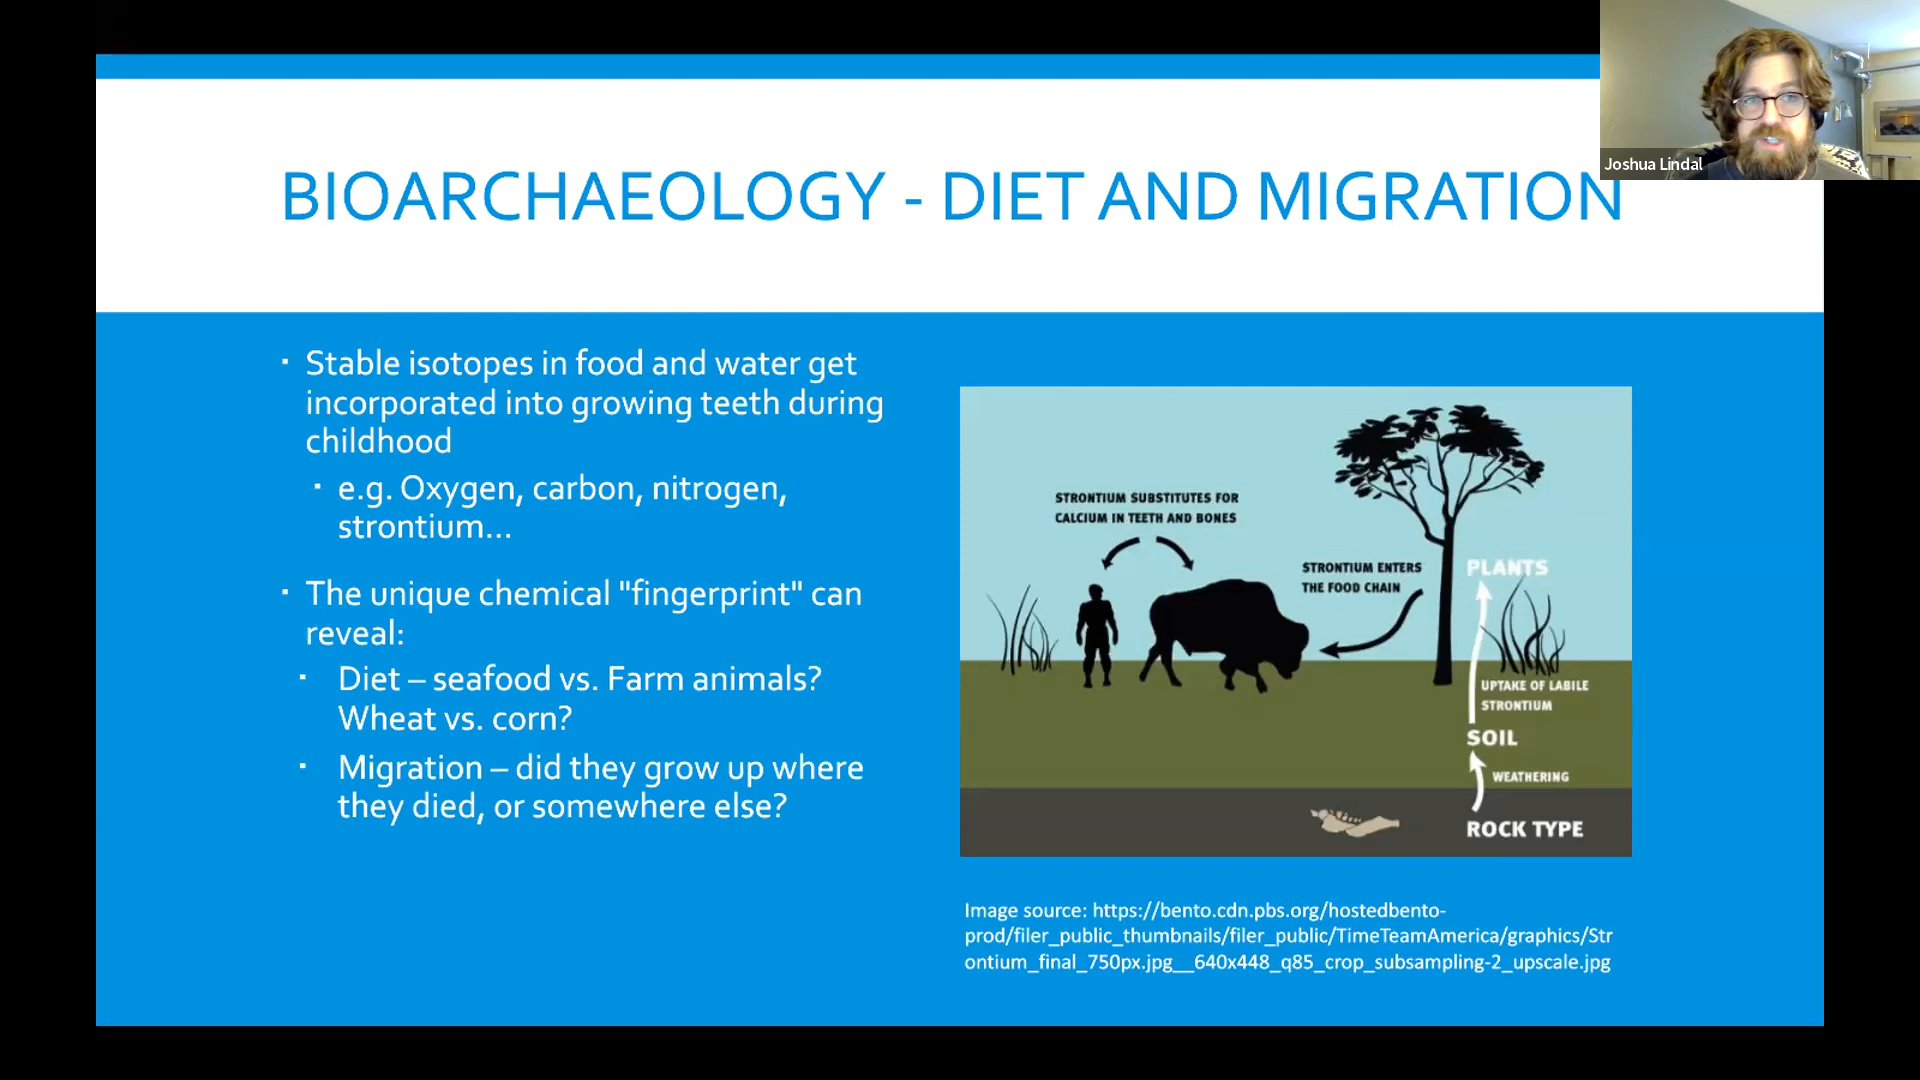 Joshua Lindal
BIOARCHAEOLOGY - DIET AND MIGRATION
▪ Stable isotopes in food and water get
incorporated into growing teeth during
childhood
▪ e.g. Oxygen, carbon, nitrogen,
strontium...
▪ The unique chemical "fingerprint" can
reveal:
▪ Diet – seafood vs. Farm animals?
Wheat vs. corn?
▪ Migration – did they grow up where
they died, or somewhere else?
STRONTIUM SUBSTITUTES FOR
CALCIUM IN TEETH AND BONES
STRONTIUM ENTERS
THE FOOD CHAIN
PLANTS
UPTAKE OF LABILE
STRONTIUM
SOIL
WEATHERING
ROCK TYPE
Image source: https://bento.cdn.pbs.org/hostedbento-
prod/filer_public_thumbnails/filer_public/TimeTeamAmerica/graphics/Str
ontium_final_750px.jpg__640x448_q85_crop_subsampling-2_upscale.jpg